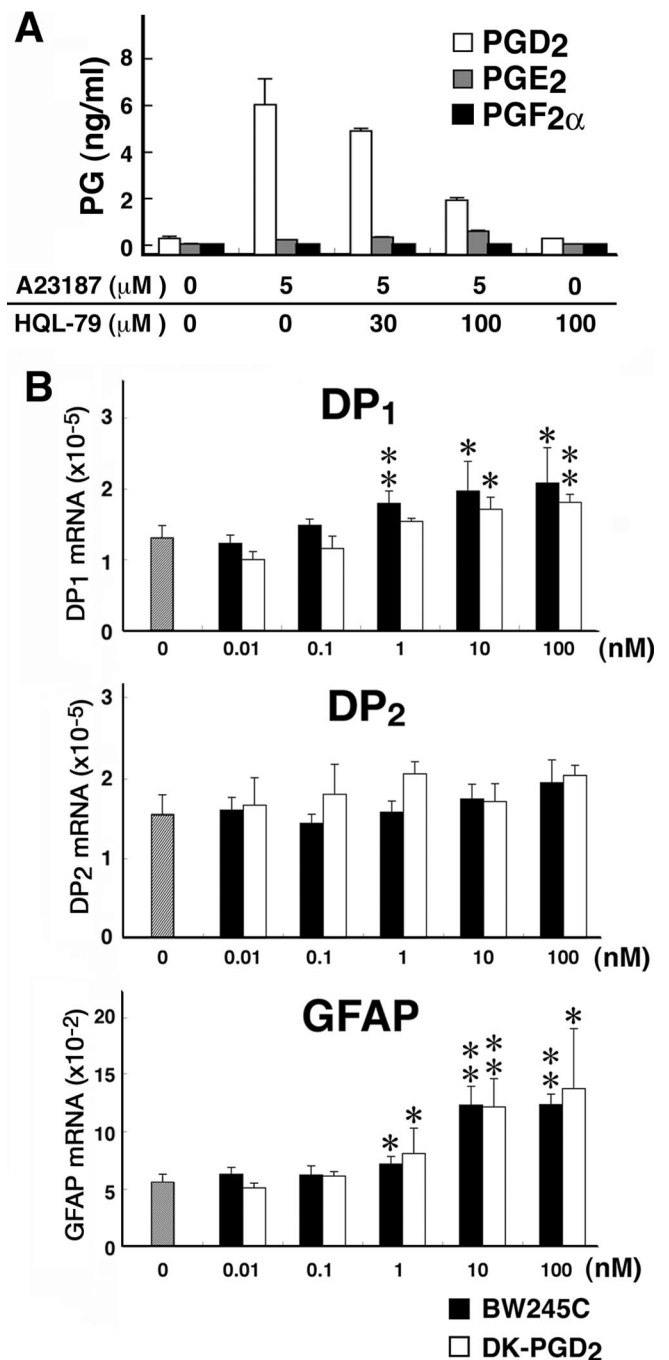 A
PG (ng/ml)
8
6
4
2
0
PGD2
PGE2
PGF2α
A23187 (μM) 0 5 5 5 0
HQL-79 (μM) 0 0 30 100 100
B
DP1
DP1 mRNA (x10-5)
3
2
1
0
* * * * * * *
0 0.01 0.1 1 10 100 (nM)
DP2
DP2 mRNA (x10-5)
3
2
1
0
0 0.01 0.1 1 10 100 (nM)
GFAP
GFAP mRNA (x10-2)
20
15
10
5
0
* * * * * * * * *
0 0.01 0.1 1 10 100 (nM)
BW245C
DK-PGD2